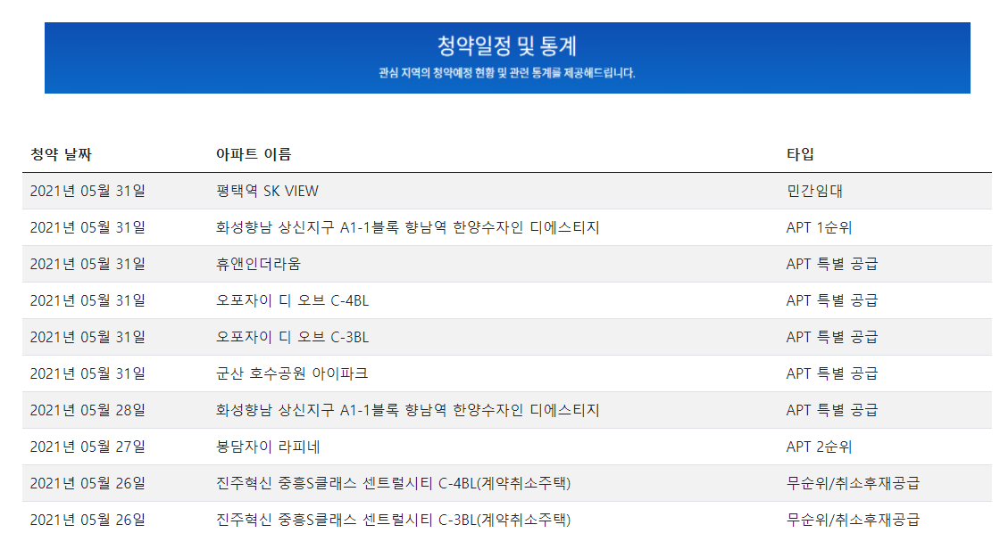 청약일정 및 통계
관심 지역의 청약예정 현황 및 관련 통계를 제공해드립니다.
청약 날짜 아파트 이름 타입
2021년 05월 31일 평택역 SK VIEW 민간임대
2021년 05월 31일 화성향남 상신지구 A1-1블록 향남역 한양수자인 디에스티지 APT 1순위
2021년 05월 31일 휴앤인더라움 APT 특별 공급
2021년 05월 31일 오포자이 디 오브 C-4BL APT 특별 공급
2021년 05월 31일 오포자이 디 오브 C-3BL APT 특별 공급
2021년 05월 31일 군산 호수공원 아이파크 APT 특별 공급
2021년 05월 28일 화성향남 상신지구 A1-1블록 향남역 한양수자인 디에스티지 APT 특별 공급
2021년 05월 27일 봉담자이 라피네 APT 2순위
2021년 05월 26일 진주혁신 중흥S클래스 센트럴시티 C-4BL(계약취소주택) 무순위/취소후재공급
2021년 05월 26일 진주혁신 중흥S클래스 센트럴시티 C-3BL(계약취소주택) 무순위/취소후재공급